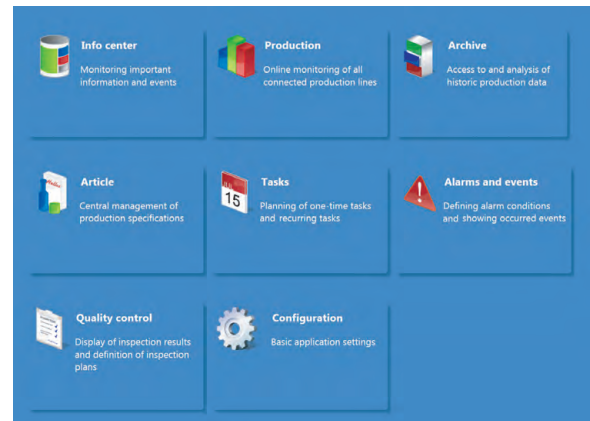 Info center
Monitoring important
information and events
Production
Online monitoring of all
connected production lines
Archive
Access to and analysis of
historic production data
Article
Central management of
production specifications
15
Tasks
Planning of one-time tasks
and recurring tasks
Alarms and events
Defining alarm conditions
and showing occurred events
Quality control
Display of inspection results
and definition of inspection
plans
Configuration
Basic application settings